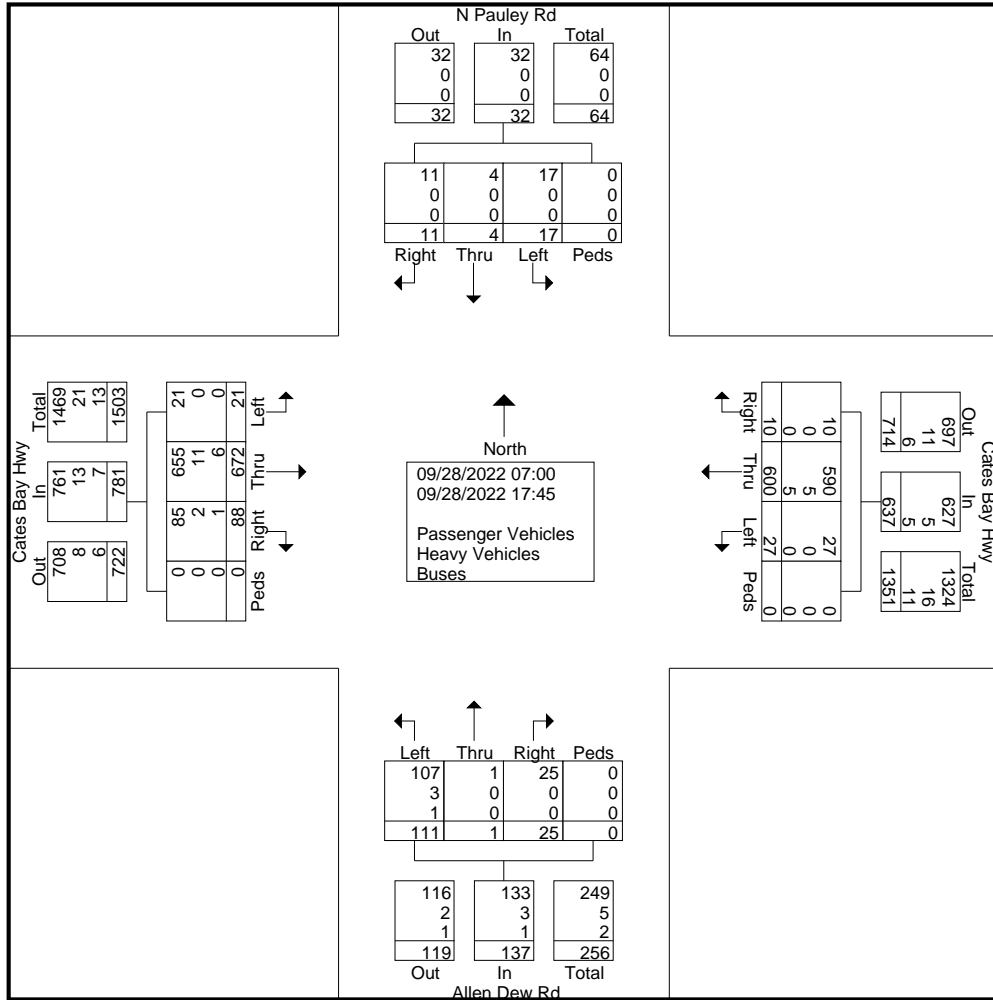 N Pauley Rd
Out In Total
32 32 64
0 0 0
0 0 0
32 32 64
11 4 17 0
0 0 0 0
0 0 0 0
11 4 17 0
Right Thru Left Peds
Cates Bay Hwy
Total In Out
1469 761 708
21 13 8
13 7 6
1503 781 722
21 655 85 0
0 11 2 0
0 6 1 0
21 672 88 0
Left Thru Right Peds
North
09/28/2022 07:00
09/28/2022 17:45
Passenger Vehicles
Heavy Vehicles
Buses
Right Thru Left Peds
10 590 27 0
0 5 0 0
0 5 0 0
10 600 27 0
Out In Total
697 627 1324
11 5 16
6 5 11
714 637 1351
Cates Bay Hwy
Left Thru Right Peds
107 1 25 0
3 0 0 0
1 0 0 0
111 1 25 0
116 133 249
2 3 5
1 1 2
119 137 256
Out In Total
Allen Dew Rd